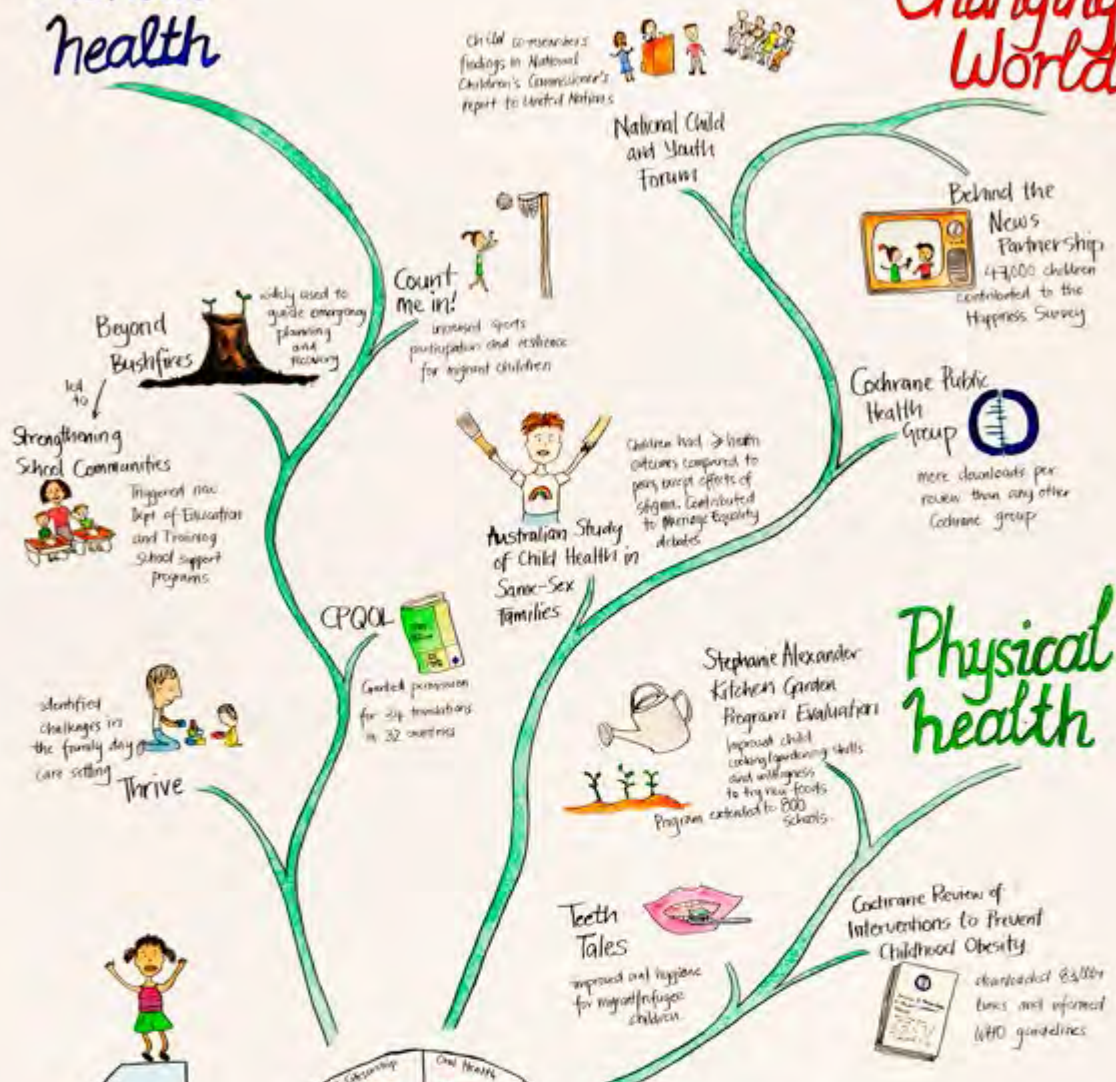 health
Changing
World
Child co-researchers
findings in National
Children's Commissioner's
report to United Nations
National Child
and Youth
Forum
Behind the
News
Partnership
47,000 children
contributed to the
Happiness Survey
Count
me in!
increased sports
participation and resilience
for migrant children
Beyond
Bushfires
widely used to
guide emergency
planning
and
recovery
led
to
Strengthening
School Communities
Triggered new
Dept of Education
and Training
School support
programs
Cochrane Public
Health
Group
more downloads per
review than any other
Cochrane group
Children had > health
outcomes compared to
peers except effects of
stigma. Contributed
to Marriage Equality
debates
Australian Study
of Child Health in
Same-Sex
Families
CPQOL
Granted permission
for 24 translations
in 32 countries
identified
challenges in
the family day
care setting
Thrive
Physical
health
Stephanie Alexander
Kitchen Garden
Program Evaluation
Improved child
cooking/gardening skills
and willingness
to try new foods
Program extended to 800
schools.
Teeth
Tales
improved oral hygiene
for migrant/refugee
children
Cochrane Review of
Interventions to Prevent
Childhood Obesity
downloaded
times and informed
WHO guidelines
Citizenship
Oral Health